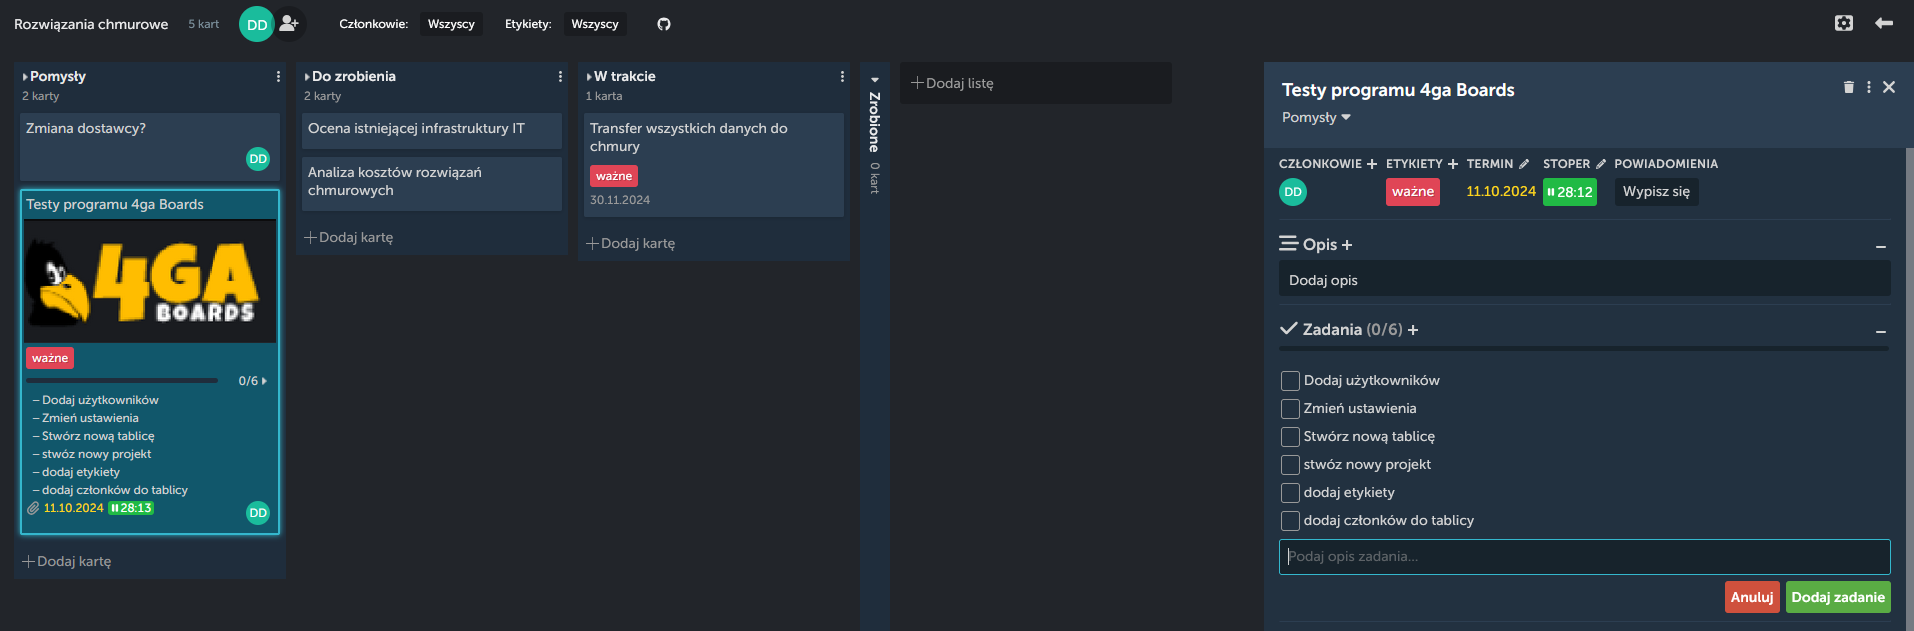 Rozwiązania chmurowe 5 kart DD Członkowie: Wszyscy Etykiety: Wszyscy
Pomysły
2 karty
Zmiana dostawcy?
DD
Testy programu 4ga Boards
4GA
BOARDS
ważne
0/6
– Dodaj użytkowników
– Zmień ustawienia
– Stwórz nową tablicę
– stwóz nowy projekt
– dodaj etykiety
– dodaj członków do tablicy
11.10.2024 28:13 DD
Dodaj kartę
Do zrobienia
2 karty
Ocena istniejącej infrastruktury IT
Analiza kosztów rozwiązań
chmurowych
Dodaj kartę
W trakcie
1 karta
Transfer wszystkich danych do
chmury
ważne
30.11.2024
Dodaj kartę
Zrobione 0 kart
Dodaj listę
Testy programu 4ga Boards
Pomysły
CZŁONKOWIE ETYKIETY TERMIN STOPER POWIADOMIENIA
DD ważne 11.10.2024 28:12 Wypisz się
Opis
Dodaj opis
Zadania (0/6)
Dodaj użytkowników
Zmień ustawienia
Stwórz nową tablicę
stwóz nowy projekt
dodaj etykiety
dodaj członków do tablicy
Podaj opis zadania...
Anuluj Dodaj zadanie